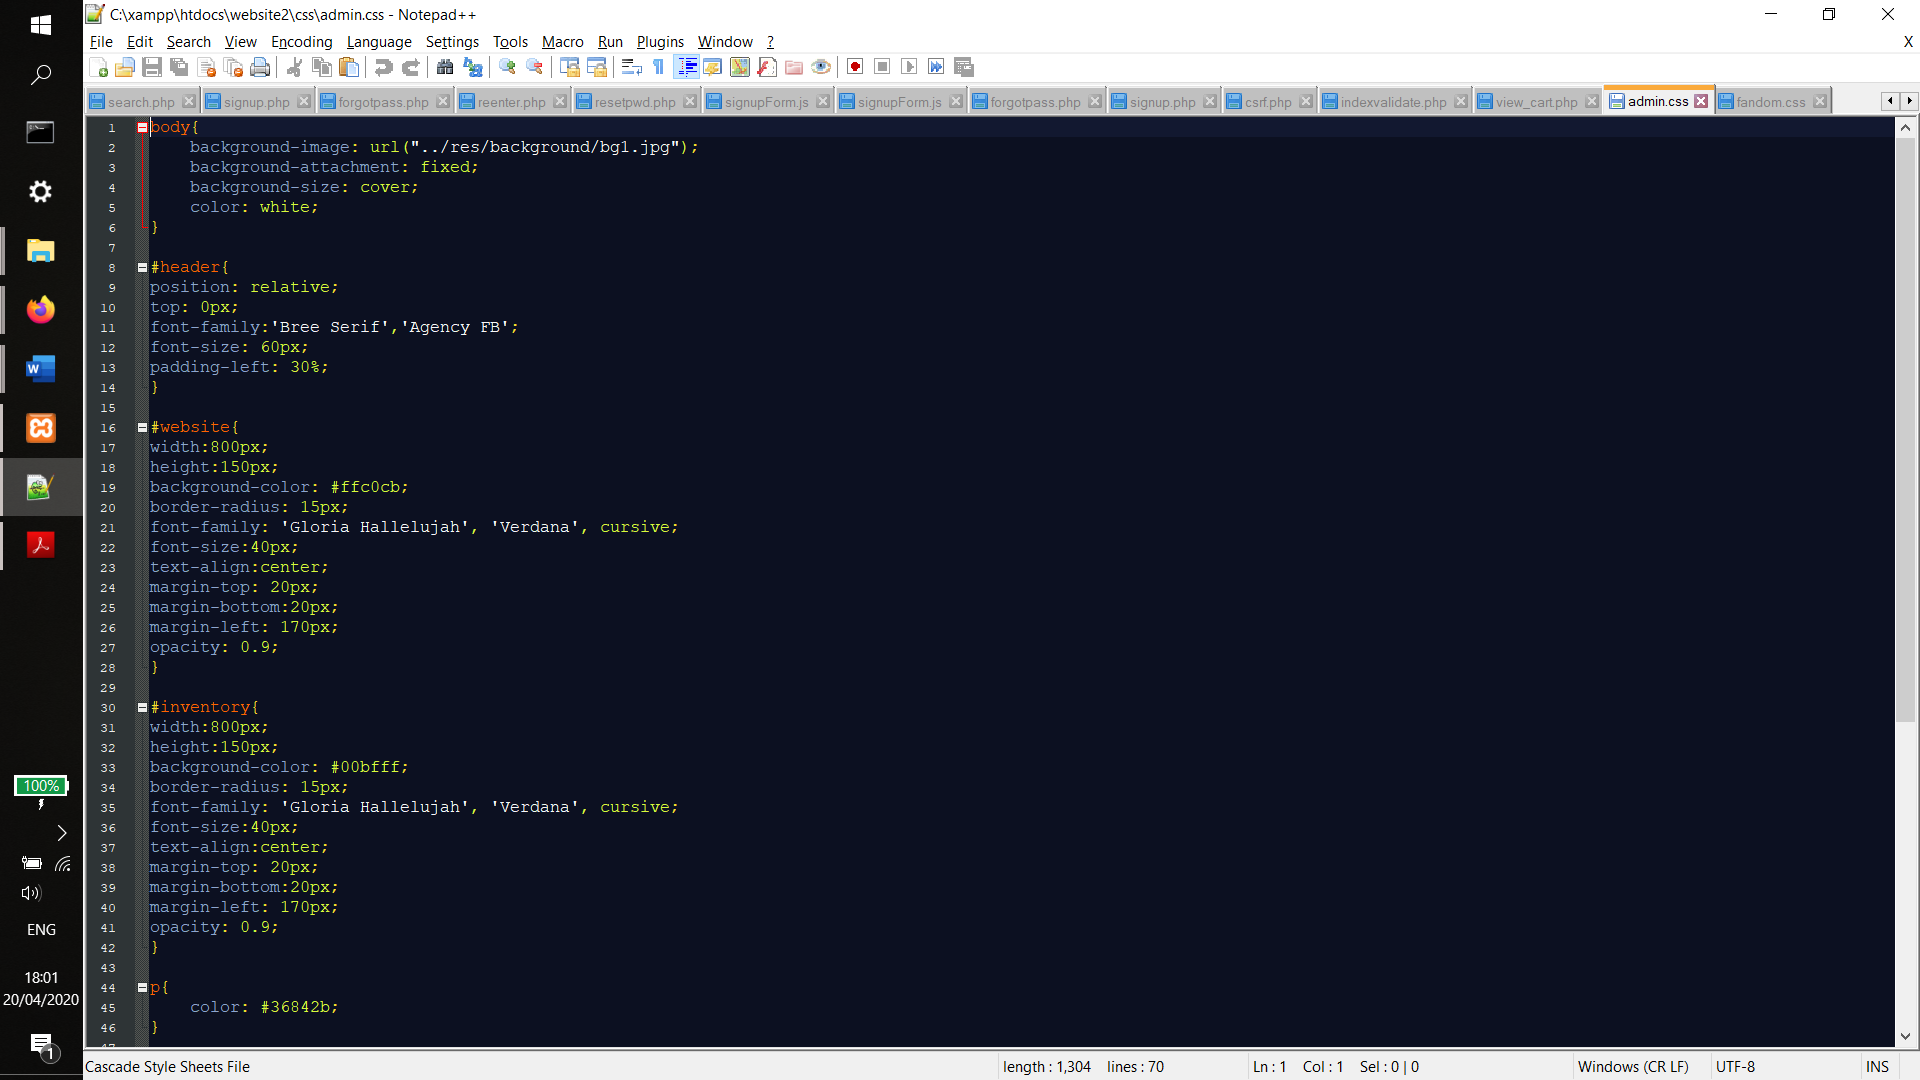 C:\xampp\htdocs\website2\css\admin.css - Notepad++
File Edit Search View Encoding Language Settings Tools Macro Run Plugins Window ? X
search.php signup.php forgotpass.php reenter.php resetpwd.php signupForm.js signupForm.js forgotpass.php signup.php csrf.php indexvalidate.php view_cart.php admin.css fandom.css
1 body{
2 background-image: url("../res/background/bg1.jpg");
3 background-attachment: fixed;
4 background-size: cover;
5 color: white;
6 }
7
8 #header{
9 position: relative;
10 top: 0px;
11 font-family:'Bree Serif','Agency FB';
12 font-size: 60px;
13 padding-left: 30%;
14 }
15
16 #website{
17 width:800px;
18 height:150px;
19 background-color: #ffc0cb;
20 border-radius: 15px;
21 font-family: 'Gloria Hallelujah', 'Verdana', cursive;
22 font-size:40px;
23 text-align:center;
24 margin-top: 20px;
25 margin-bottom:20px;
26 margin-left: 170px;
27 opacity: 0.9;
28 }
29
30 #inventory{
31 width:800px;
32 height:150px;
33 background-color: #00bfff;
34 border-radius: 15px;
35 font-family: 'Gloria Hallelujah', 'Verdana', cursive;
36 font-size:40px;
37 text-align:center;
38 margin-top: 20px;
39 margin-bottom:20px;
40 margin-left: 170px;
41 opacity: 0.9;
42 }
43
44 p{
45 color: #36842b;
46 }
100%
ENG
18:01
20/04/2020
1
Cascade Style Sheets File length : 1,304 lines : 70 Ln : 1 Col : 1 Sel : 0 | 0 Windows (CR LF) UTF-8 INS